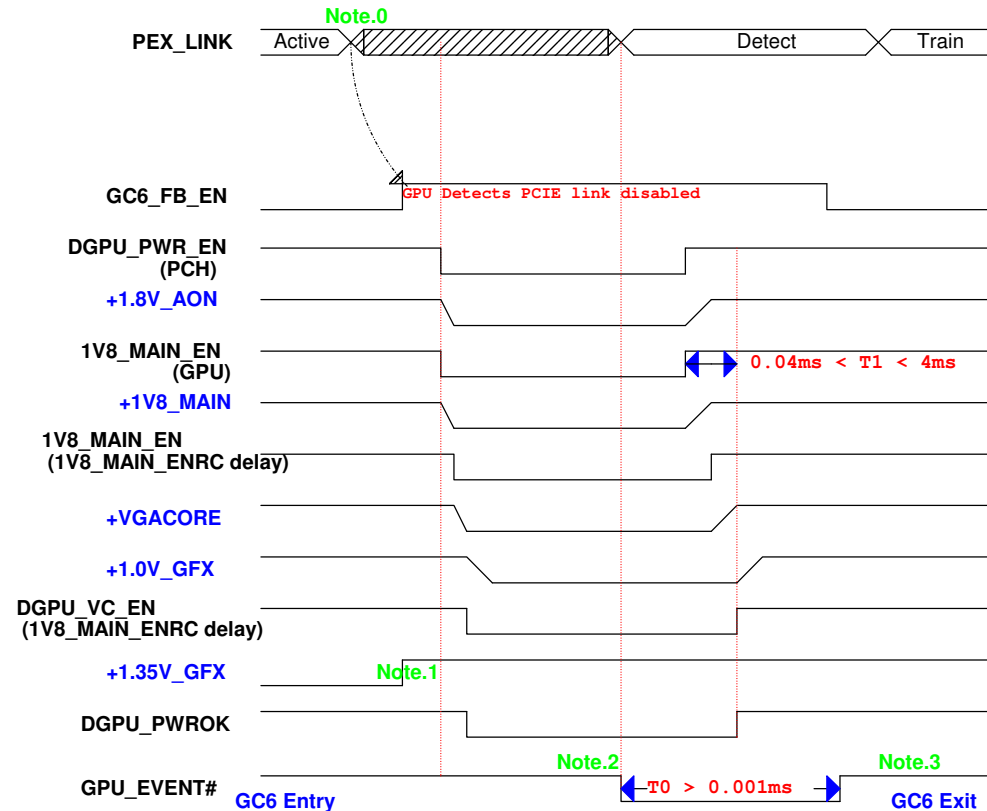 Note.0
PEX_LINK Active Detect Train
GC6_FB_EN GPU Detects PCIE link disabled
DGPU_PWR_EN
(PCH)
+1.8V_AON
1V8_MAIN_EN
(GPU)
0.04ms < T1 < 4ms
+1V8_MAIN
1V8_MAIN_EN
(1V8_MAIN_ENRC delay)
+VGACORE
+1.0V_GFX
DGPU_VC_EN
(1V8_MAIN_ENRC delay)
+1.35V_GFX Note.1
DGPU_PWROK
Note.2 Note.3
GPU_EVENT# T0 > 0.001ms
GC6 Entry GC6 Exit